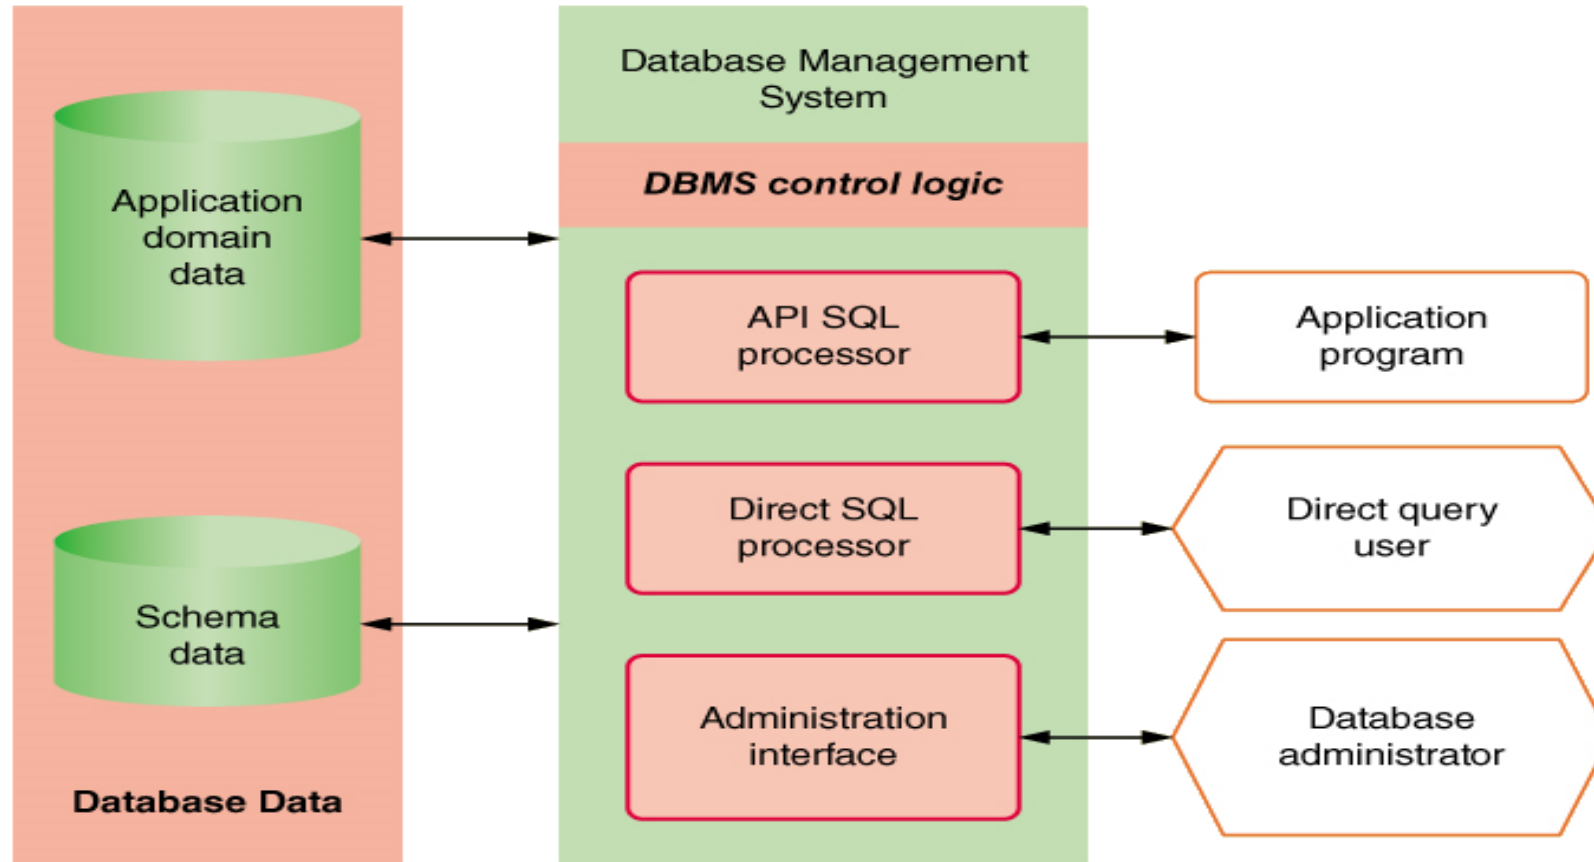 Application
domain
data
Schema
data
Database Data
Database Management
System
DBMS control logic
API SQL
processor
Direct SQL
processor
Administration
interface
Application
program
Direct query
user
Database
administrator